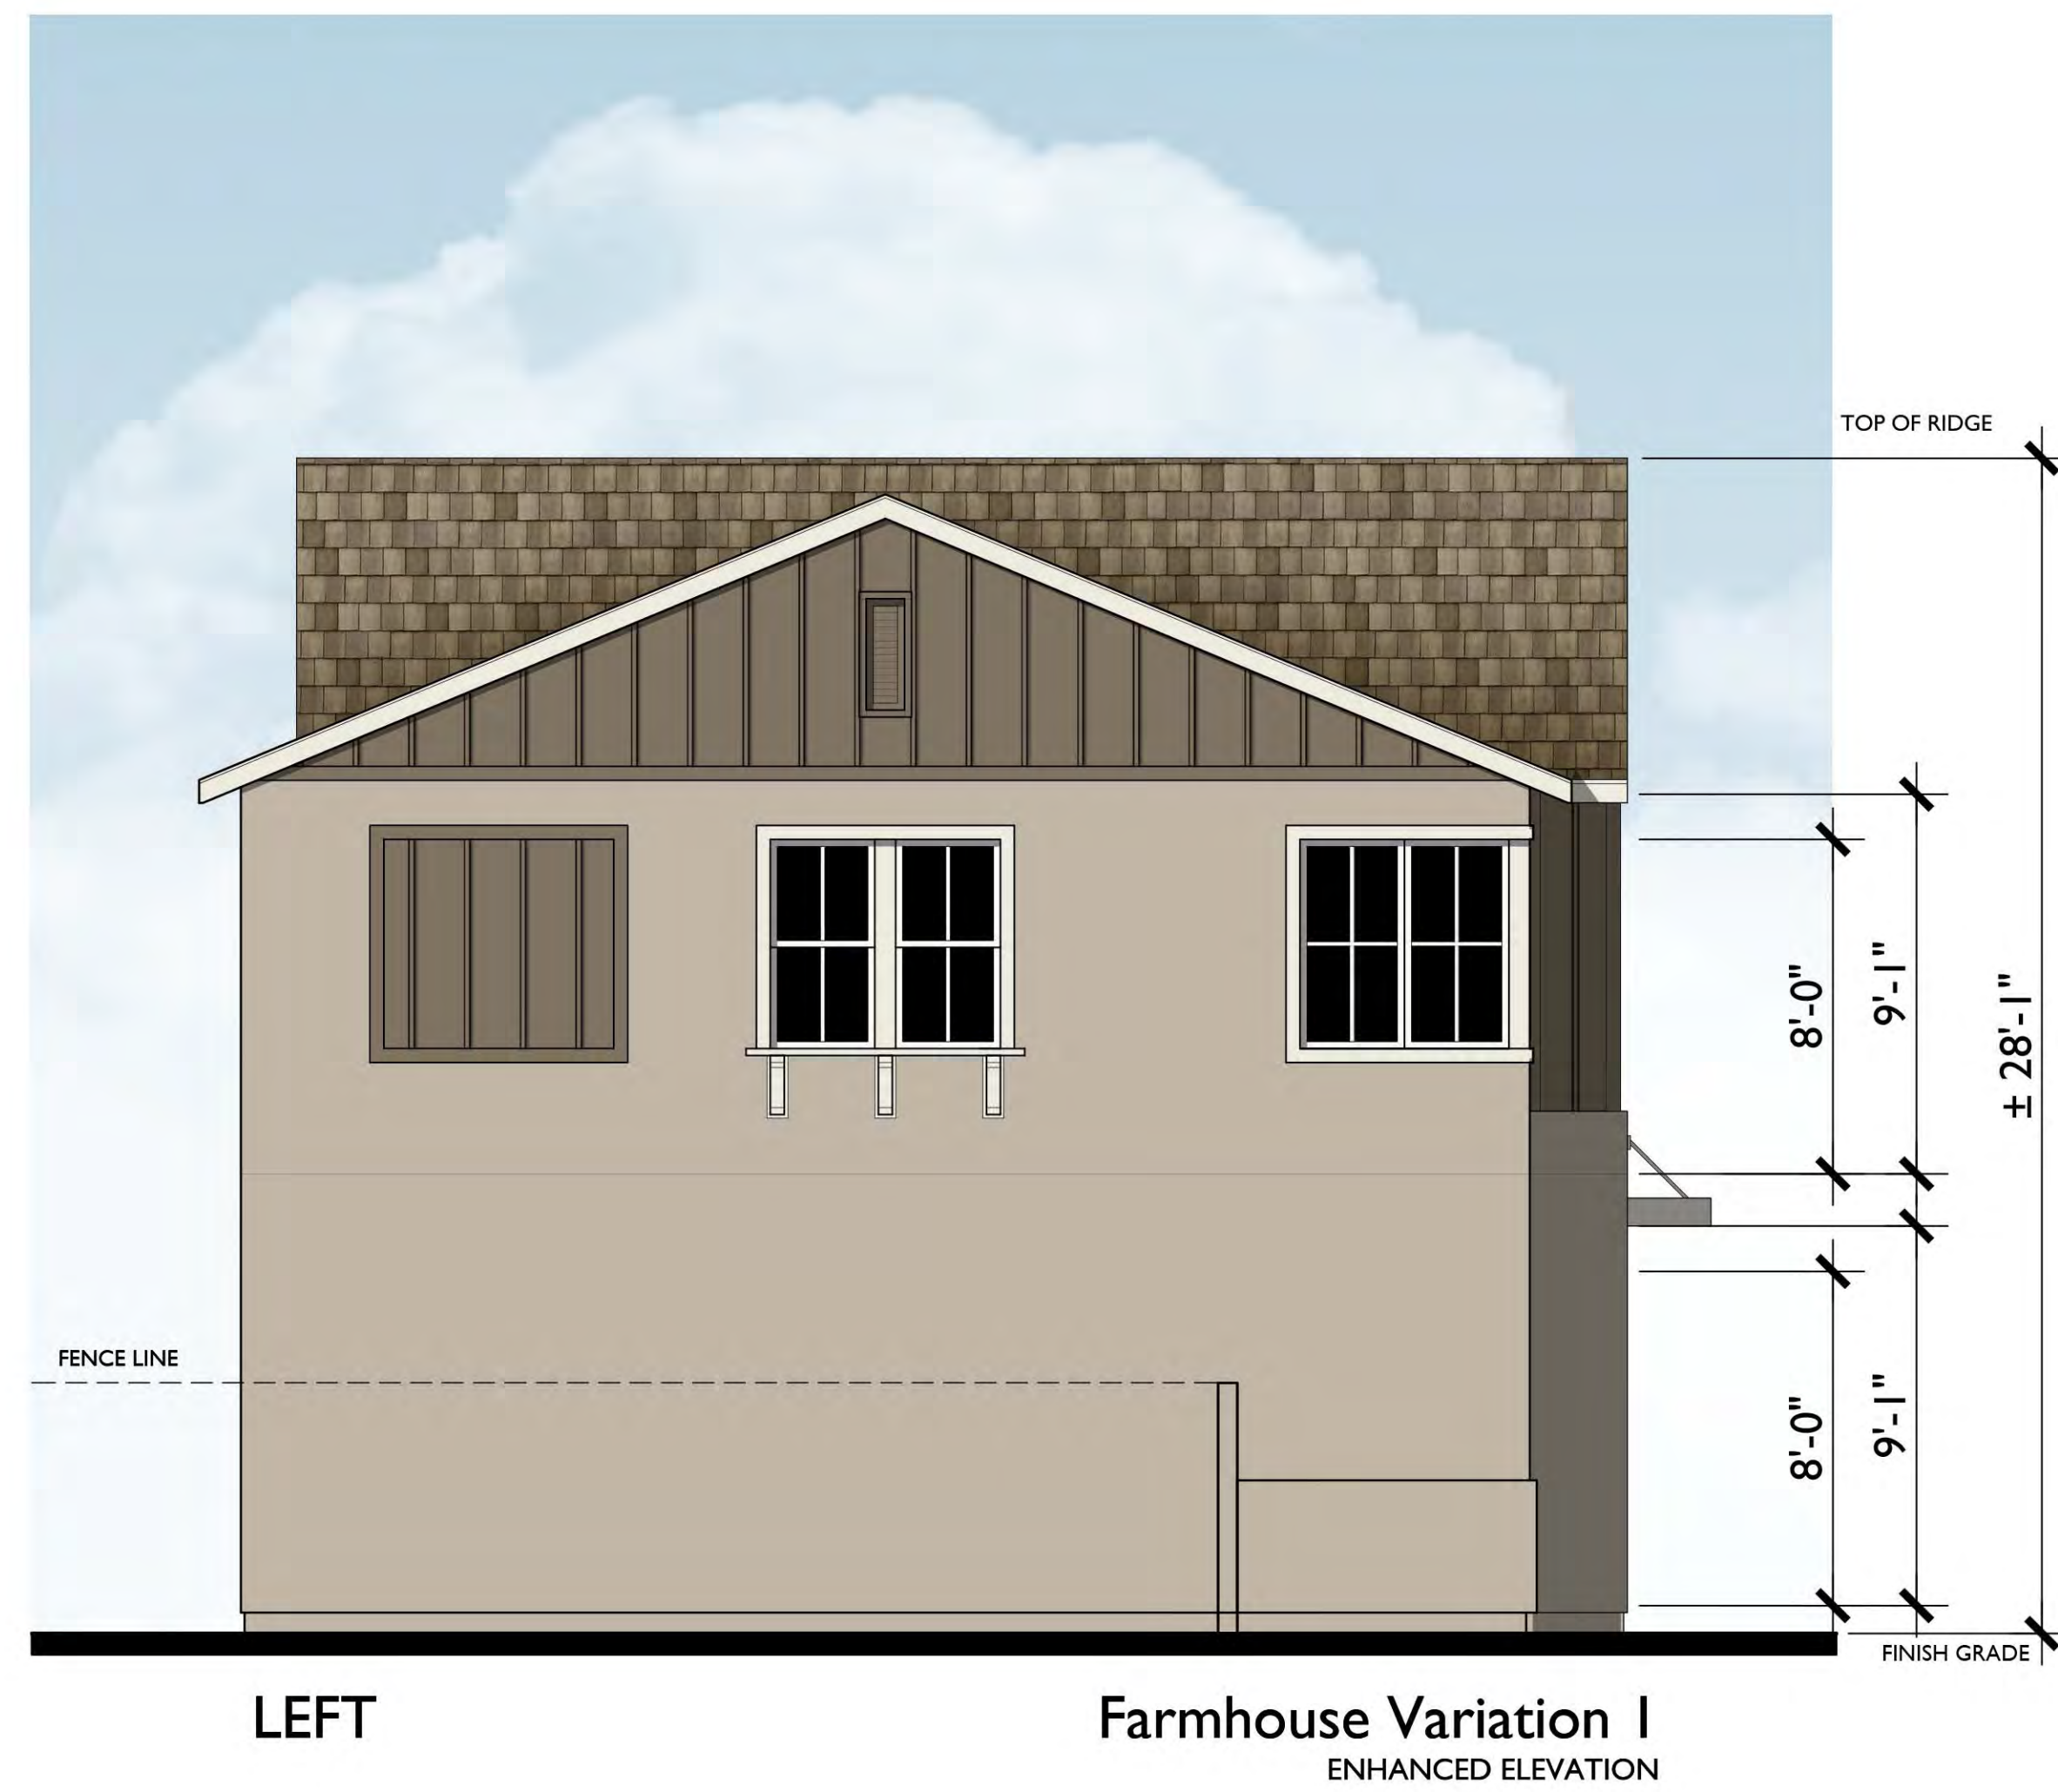 TOP OF RIDGE
8'-0"
9'-1"
± 28'-1"
FENCE LINE
8'-0"
9'-1"
FINISH GRADE
LEFT
Farmhouse Variation 1
ENHANCED ELEVATION